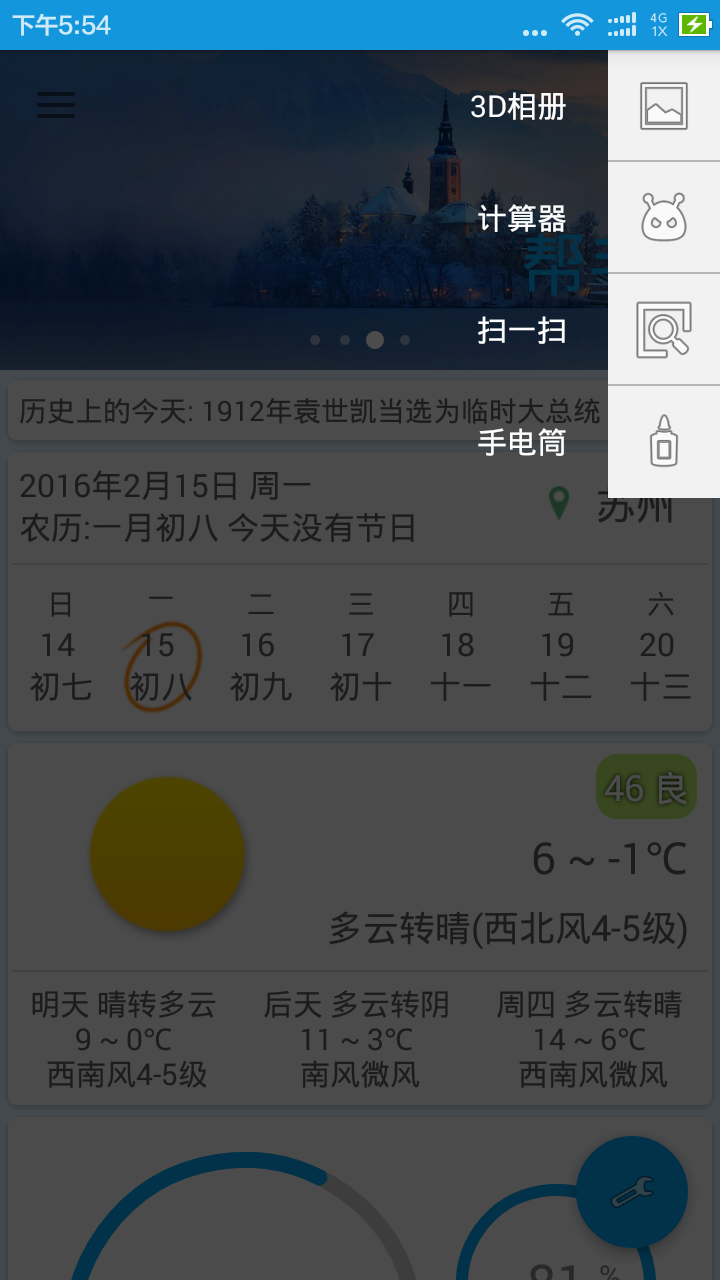 下午5:54
4G
1X
3D相册
计算器
帮
扫一扫
历史上的今天: 1912年袁世凯当选为临时大总统
手电筒
2016年2月15日 周一
农历:一月初八 今天没有节日
苏州
日 一 二 三 四 五 六
14 15 16 17 18 19 20
初七 初八 初九 初十 十一 十二 十三
46 良
6 ~ -1℃
多云转晴(西北风4-5级)
明天 晴转多云 后天 多云转阴 周四 多云转晴
9 ~ 0℃ 11 ~ 3℃ 14 ~ 6℃
西南风4-5级 南风微风 西南风微风
%